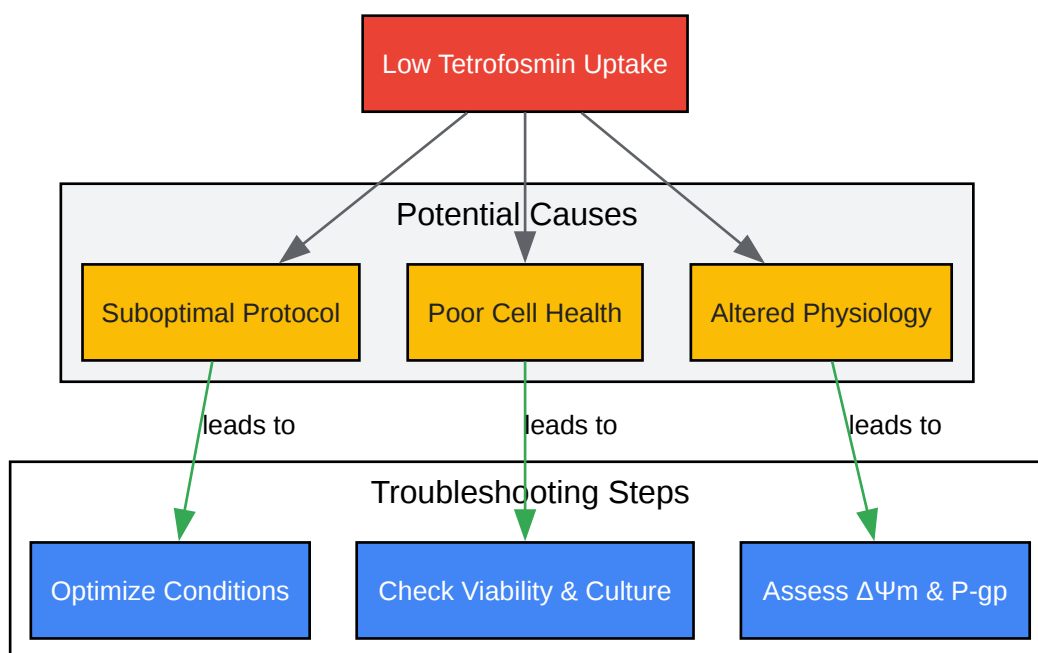 Low Tetrofosmin Uptake
Potential Causes
Suboptimal Protocol
Poor Cell Health
Altered Physiology
leads to
leads to
leads to
Troubleshooting Steps
Optimize Conditions
Check Viability & Culture
Assess ΔΨm & P-gp